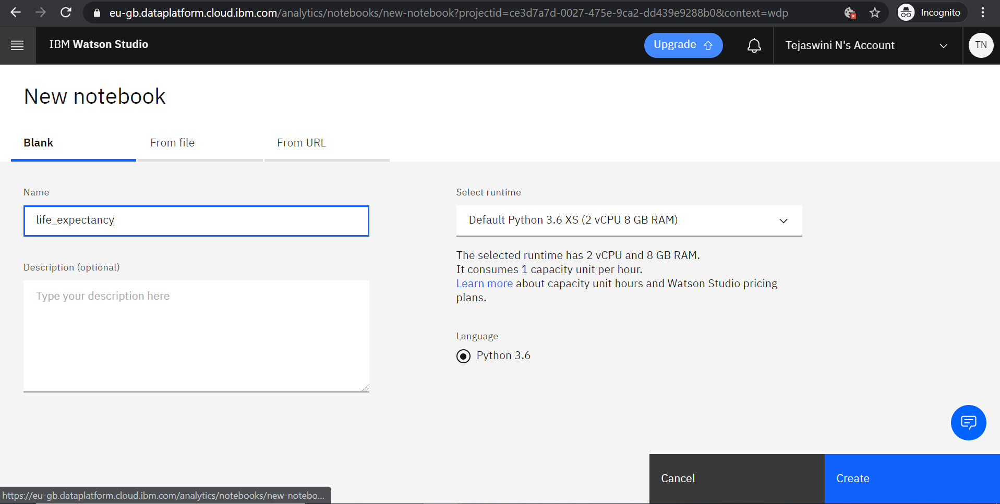 eu-gb.dataplatform.cloud.ibm.com/analytics/notebooks/new-notebook?projectid=ce3d7a7d-0027-475e-9ca2-dd439e9288b0&context=wdp
Incognito
IBM Watson Studio
Upgrade
Tejaswini N's Account
TN
New notebook
Blank
From file
From URL
Name
life_expectancy
Description (optional)
Type your description here
Select runtime
Default Python 3.6 XS (2 vCPU 8 GB RAM)
The selected runtime has 2 vCPU and 8 GB RAM.
It consumes 1 capacity unit per hour.
Learn more about capacity unit hours and Watson Studio pricing
plans.
Language
Python 3.6
Cancel
Create
https://eu-gb.dataplatform.cloud.ibm.com/analytics/notebooks/new-notebo...